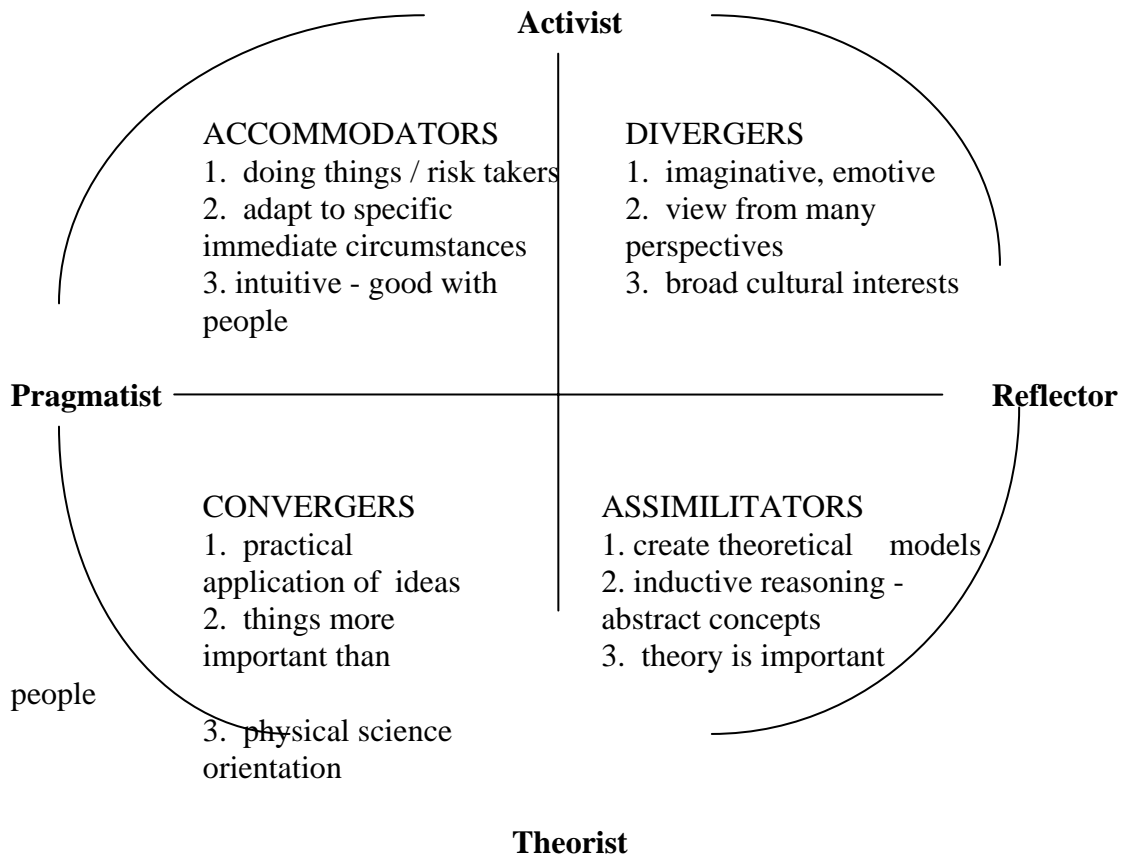 Activist
ACCOMMODATORS
1. doing things / risk takers
2. adapt to specific
immediate circumstances
3. intuitive - good with
people
DIVERGERS
1. imaginative, emotive
2. view from many
perspectives
3. broad cultural interests
Pragmatist
Reflector
CONVERGERS
1. practical
application of ideas
2. things more
important than
people
3. physical science
orientation
ASSIMILITATORS
1. create theoretical models
2. inductive reasoning -
abstract concepts
3. theory is important
Theorist